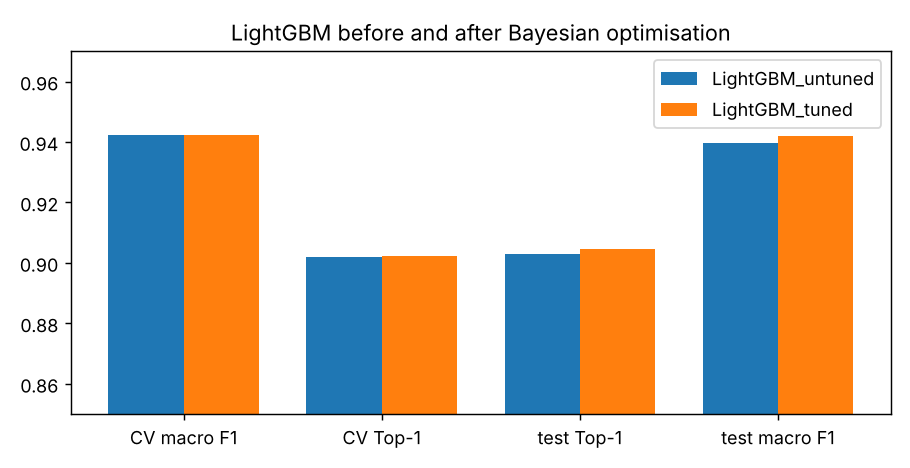 LightGBM before and after Bayesian optimisation
LightGBM_untuned
LightGBM_tuned
0.96
0.94
0.92
0.90
0.88
0.86
CV macro F1
CV Top-1
test Top-1
test macro F1